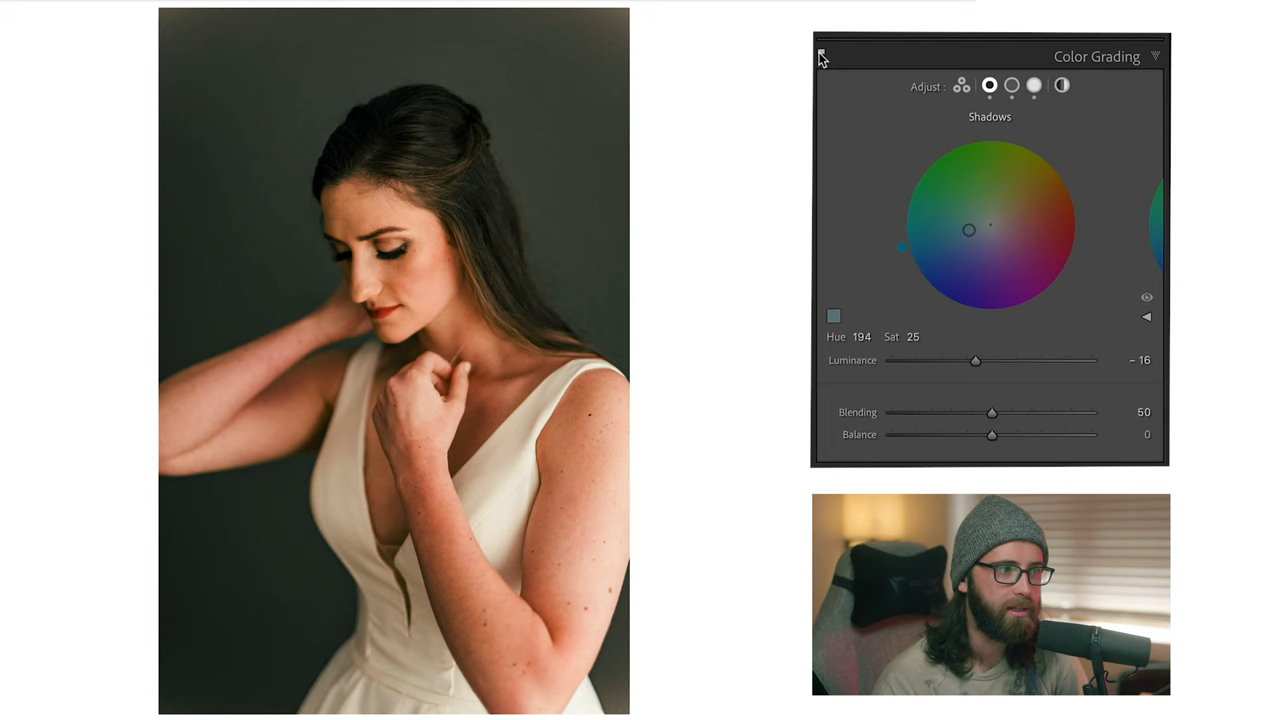 Color Grading
Adjust :
Shadows
Hue 194 Sat 25
Luminance - 16
Blending 50
Balance 0